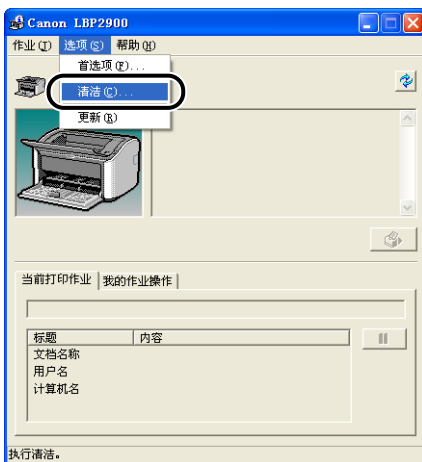 Canon LBP2900
作业(J) 选项(S) 帮助(H)
首选项(P)...
清洁(C)...
更新(R)
当前打印作业 我的作业操作
标题 内容
文档名称
用户名
计算机名
执行清洁。